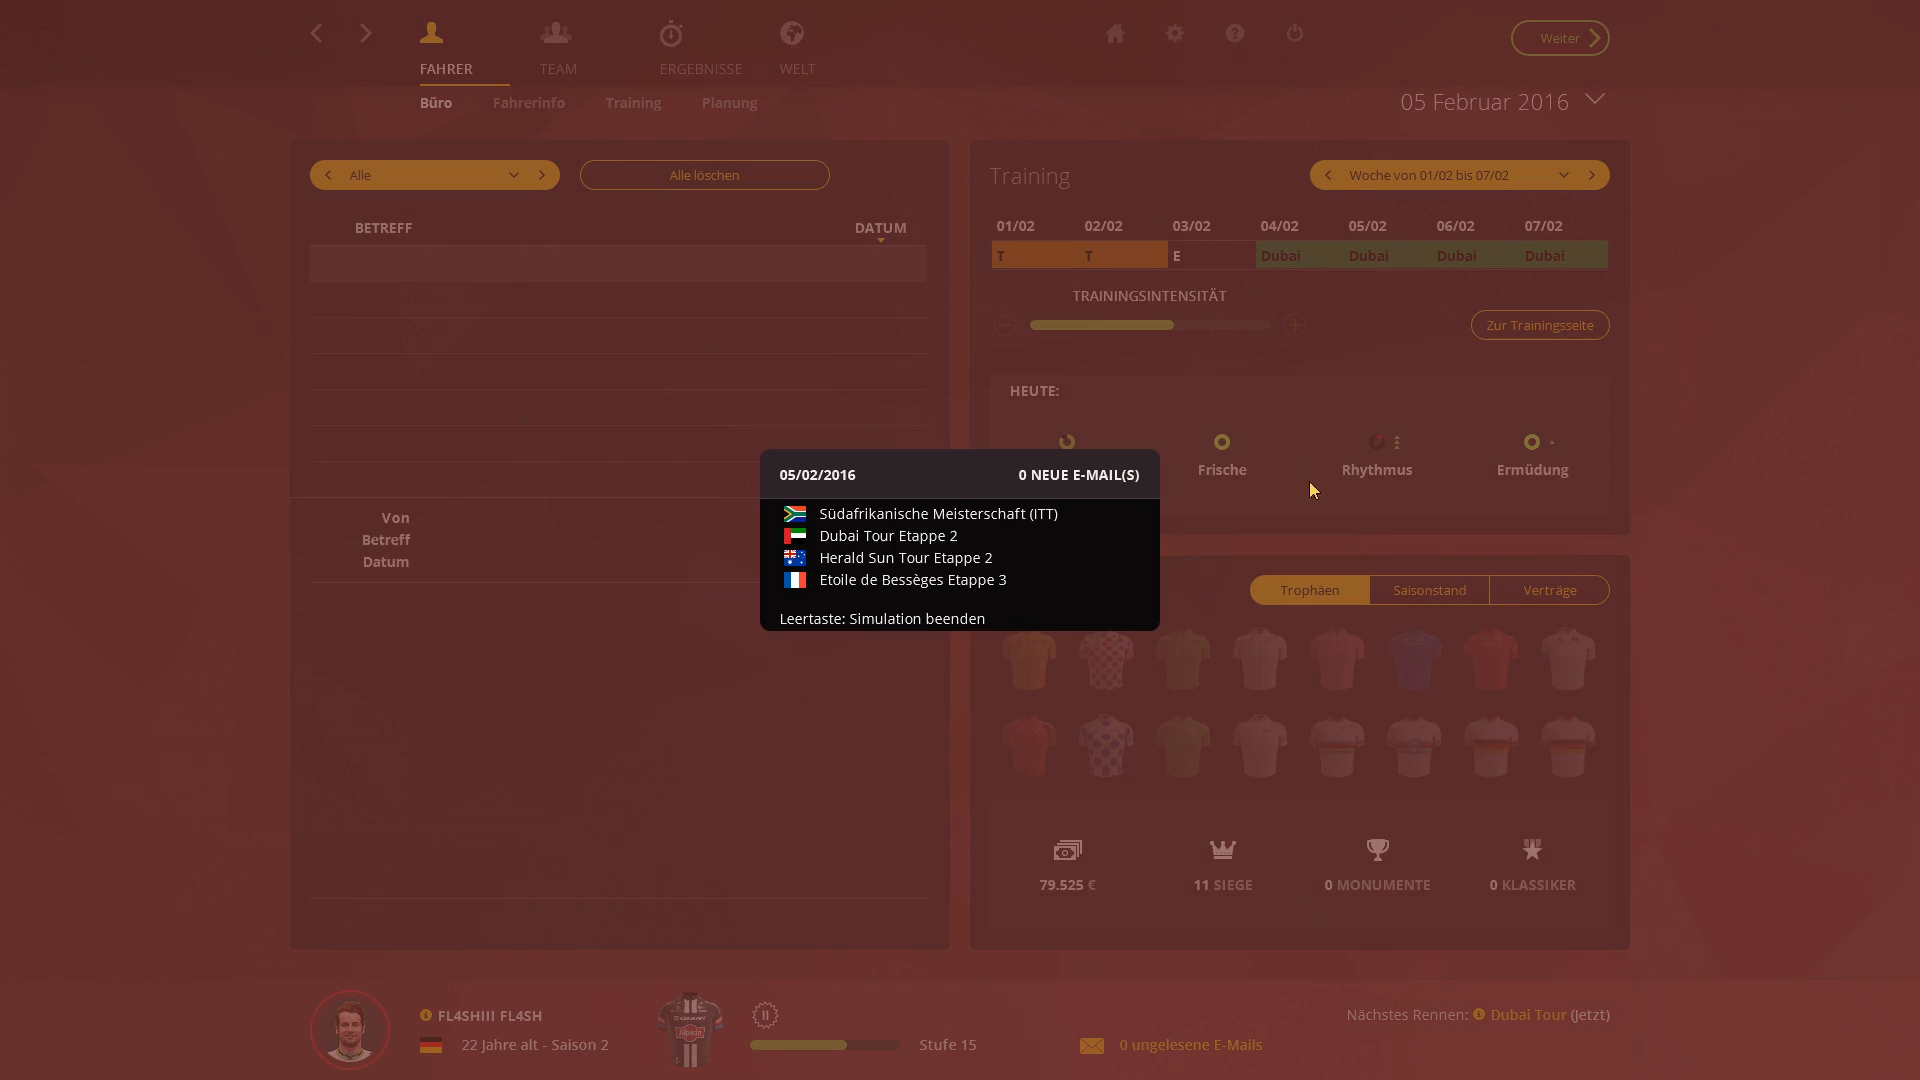 FAHRER
TEAM
ERGEBNISSE
WELT
Weiter
Büro
Fahrerinfo
Training
Planung
05 Februar 2016
Alle
Alle löschen
BETREFF
DATUM
Von
Betreff
Datum
Training
Woche von 01/02 bis 07/02
01/02 02/02 03/02 04/02 05/02 06/02 07/02
T T E Dubai Dubai Dubai Dubai
TRAININGSINTENSITÄT
Zur Trainingsseite
HEUTE:
Frische
Rhythmus
Ermüdung
05/02/2016
0 NEUE E-MAIL(S)
Südafrikanische Meisterschaft (ITT)
Dubai Tour Etappe 2
Herald Sun Tour Etappe 2
Etoile de Bessèges Etappe 3
Leertaste: Simulation beenden
Trophäen
Saisonstand
Verträge
79.525 €
11 SIEGE
0 MONUMENTE
0 KLASSIKER
FL4SHIII FL4SH
22 Jahre alt - Saison 2
GIANT
Alpecin
Stufe 15
0 ungelesene E-Mails
Nächstes Rennen: Dubai Tour (Jetzt)